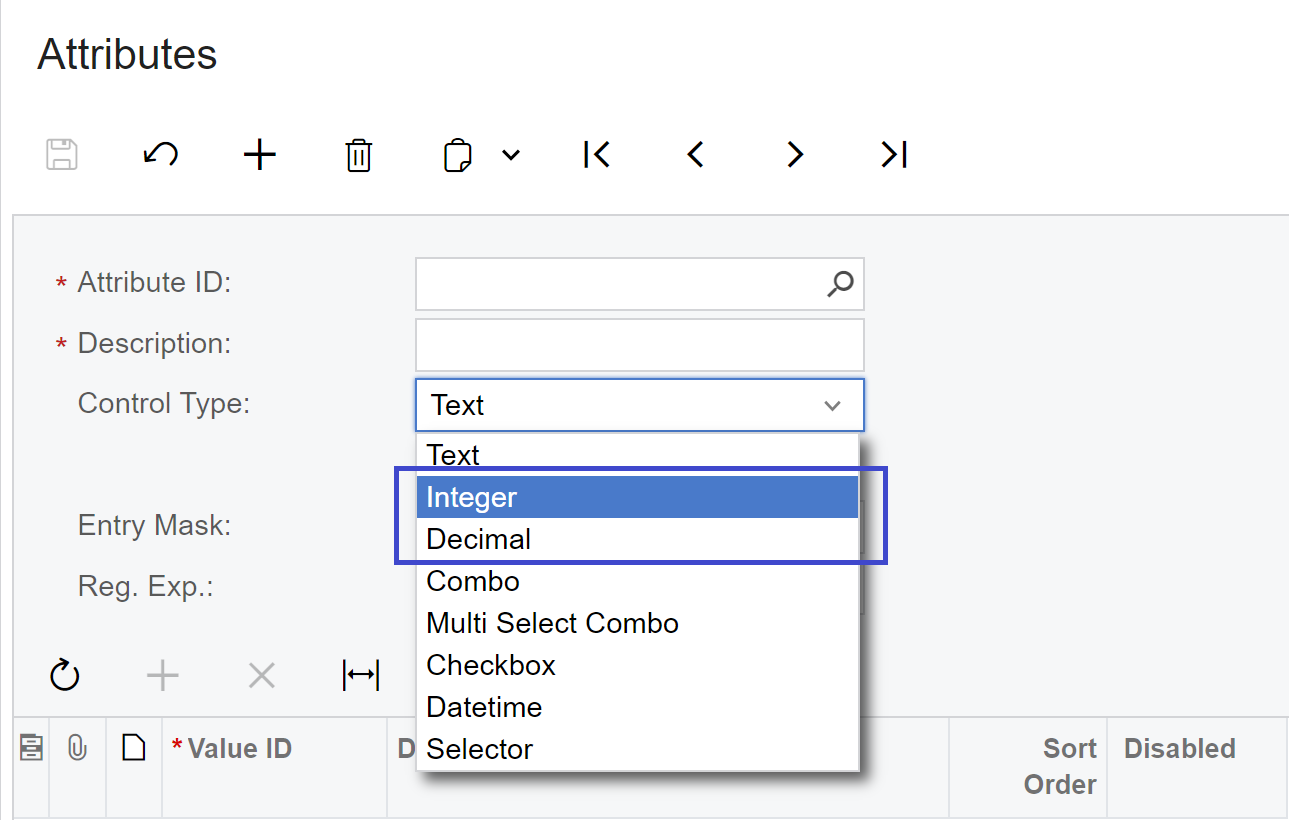 Attributes
* Attribute ID:
* Description:
Control Type:
Text
Text
Integer
Decimal
Combo
Multi Select Combo
Checkbox
Datetime
Selector
Entry Mask:
Reg. Exp.:
* Value ID
D
Sort
Order
Disabled